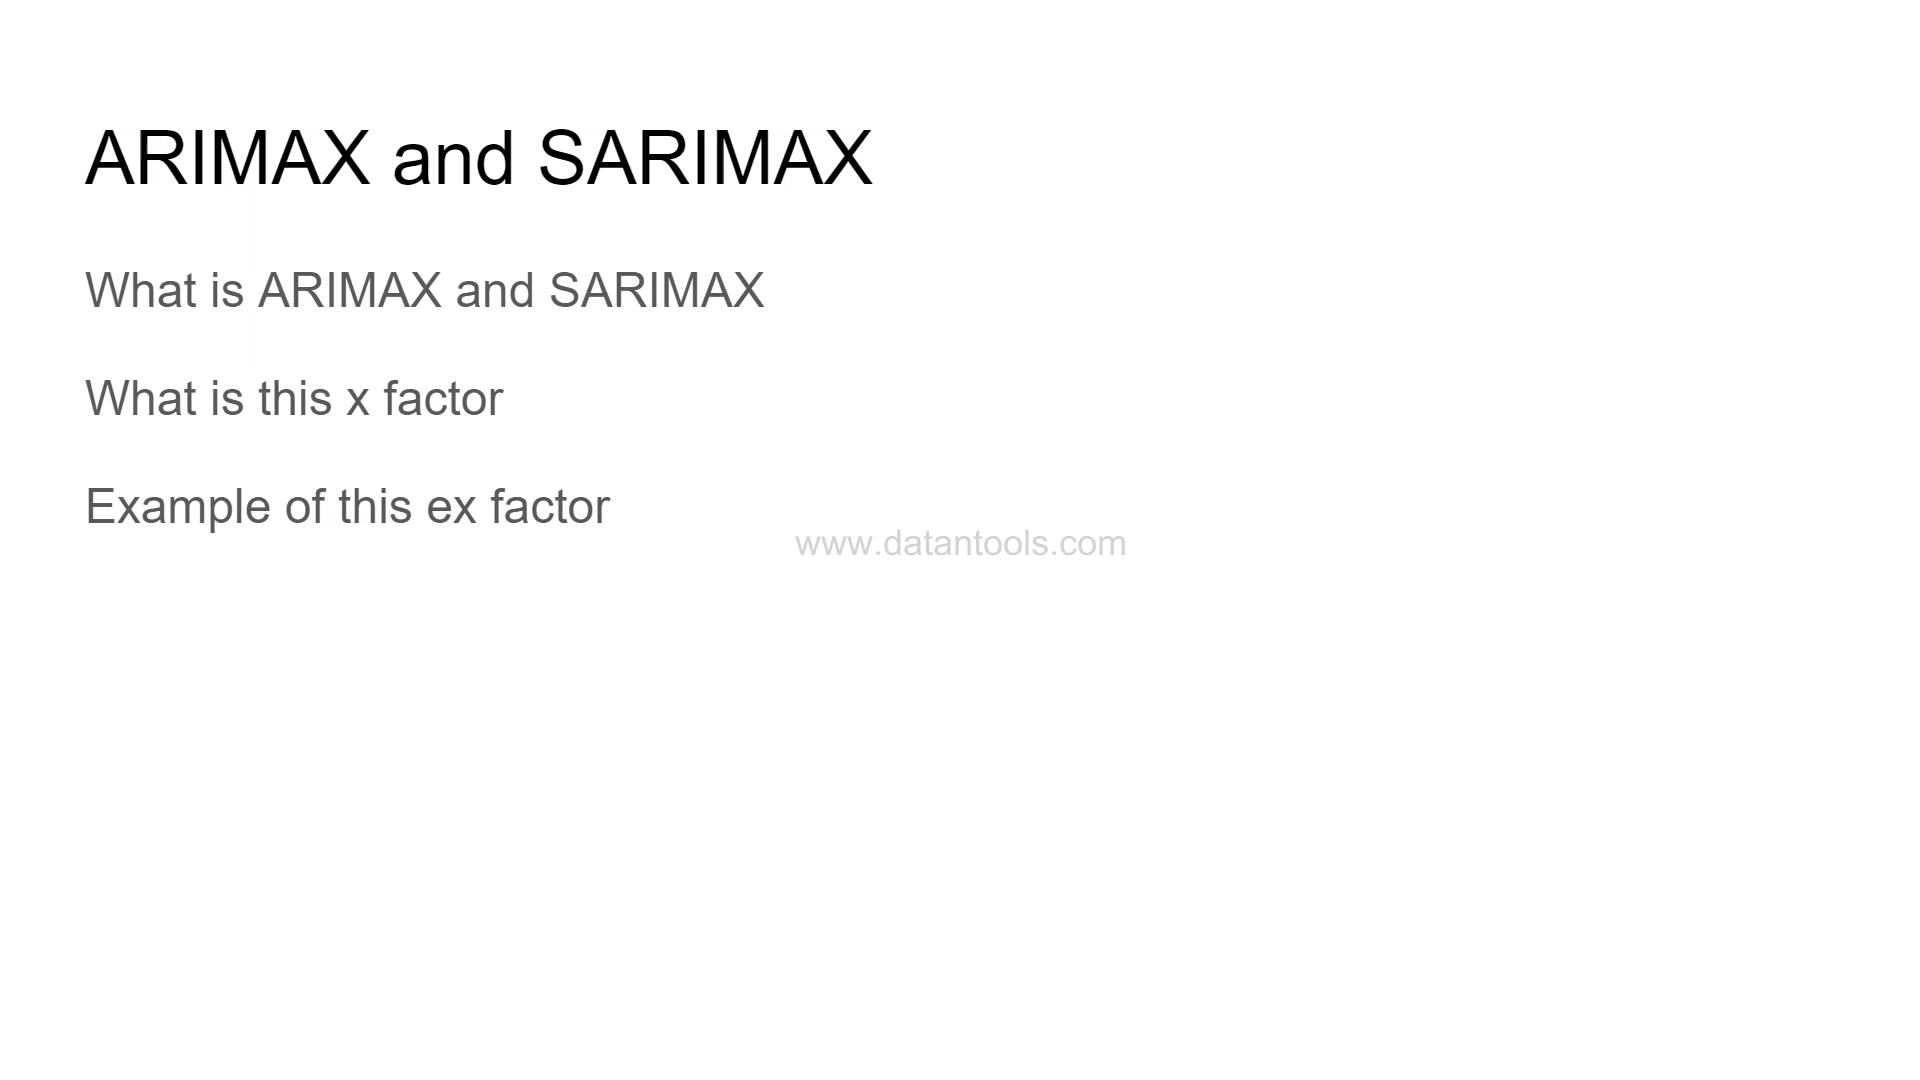 ARIMAX and SARIMAX
What is ARIMAX and SARIMAX
What is this x factor
Example of this ex factor
www.datantools.com